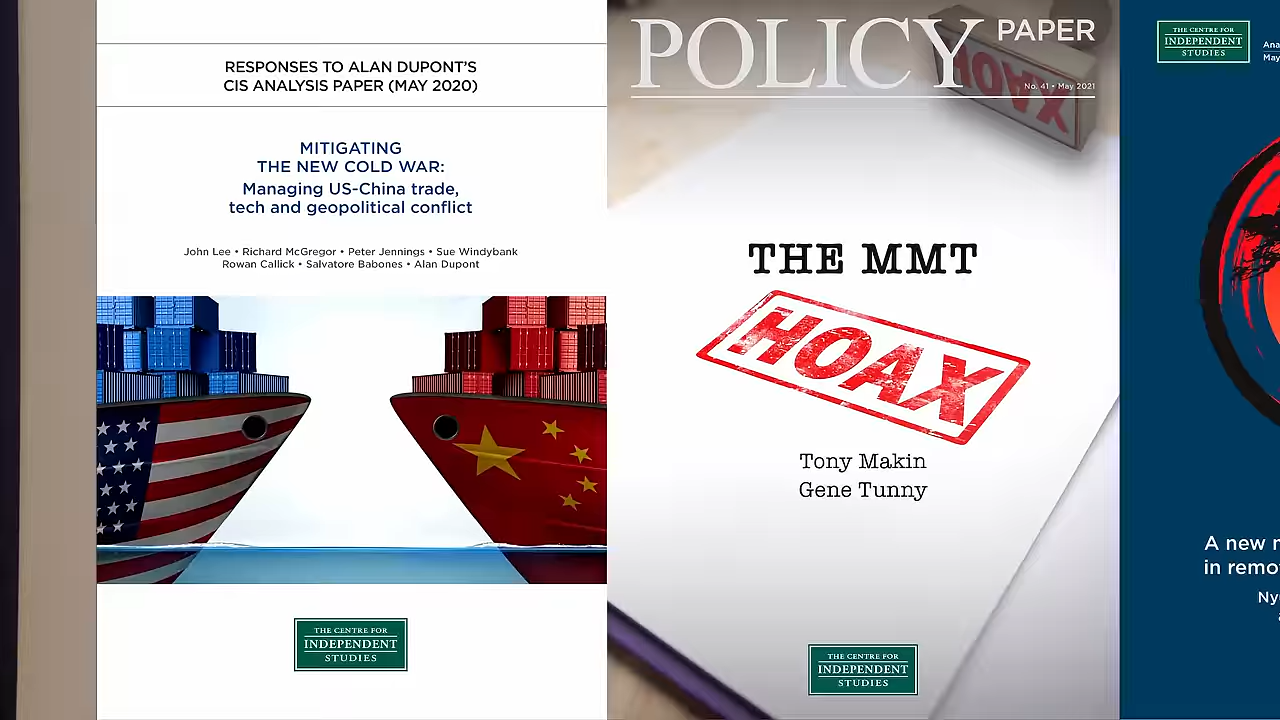 RESPONSES TO ALAN DUPONT'S
CIS ANALYSIS PAPER (MAY 2020)
MITIGATING
THE NEW COLD WAR:
Managing US-China trade,
tech and geopolitical conflict
John Lee • Richard McGregor • Peter Jennings • Sue Windybank
Rowan Callick • Salvatore Babones • Alan Dupont
THE CENTRE FOR
INDEPENDENT
STUDIES
POLICY PAPER
No. 41 • May 2021
HOAX
THE MMT
HOAX
Tony Makin
Gene Tunny
THE CENTRE FOR
INDEPENDENT
STUDIES
THE CENTRE FOR
INDEPENDENT
STUDIES
A new
in